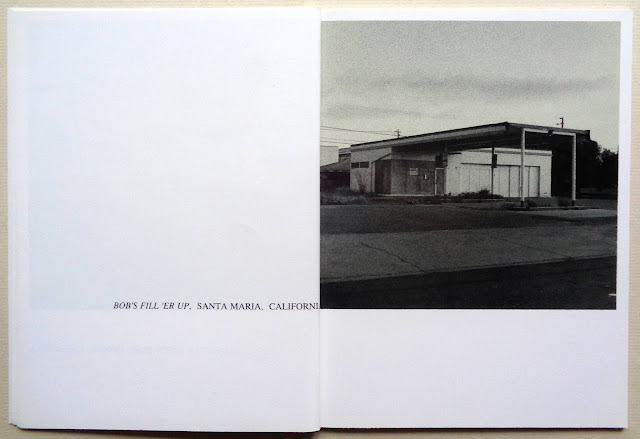 BOB'S FILL 'ER UP, SANTA MARIA, CALIFORNI